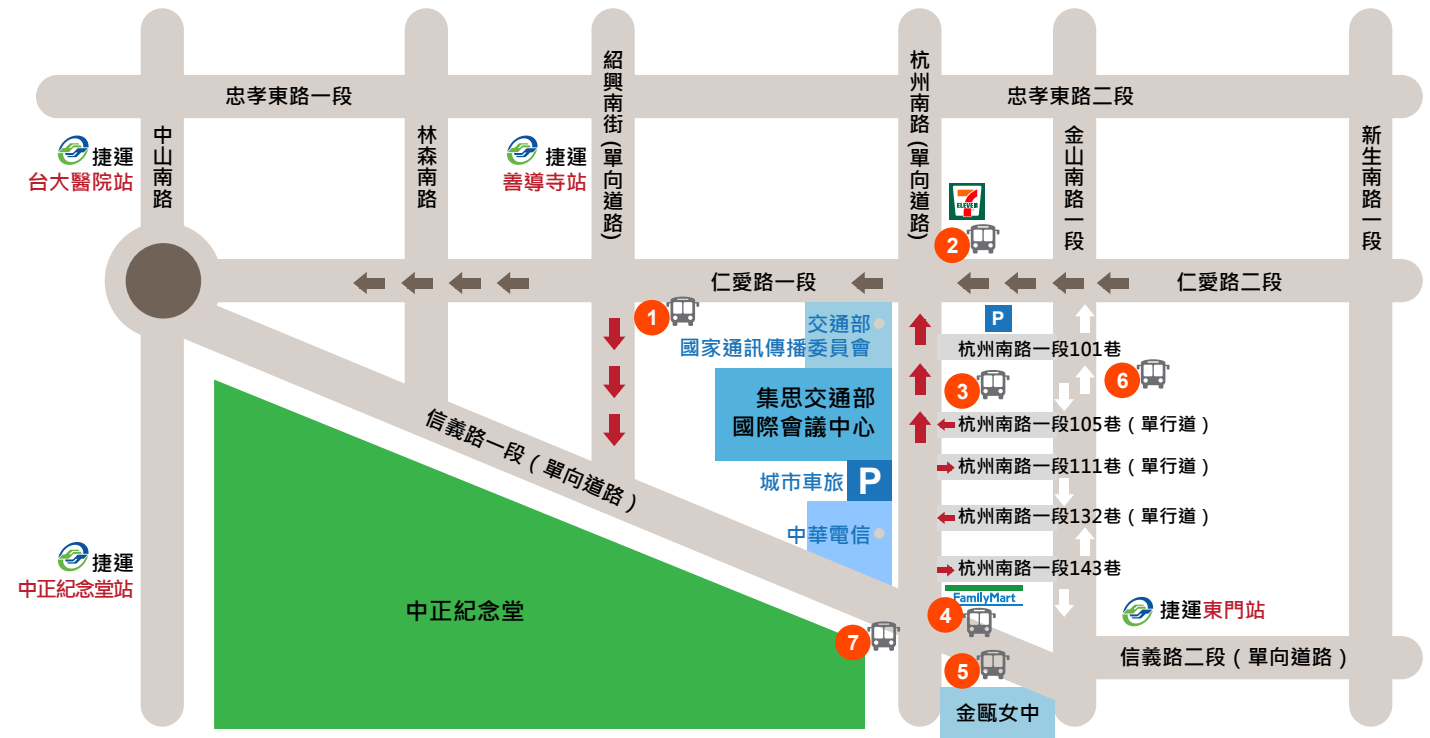 忠孝東路一段
忠孝東路二段
紹興南街(單向道路)
杭州南路(單向道路)
中山南路
林森南路
金山南路一段
新生南路一段
捷運
台大醫院站
捷運
善導寺站
7
ELEVEn
2
仁愛路一段
仁愛路二段
1
交通部
國家通訊傳播委員會
P
杭州南路一段101巷
集思交通部
國際會議中心
3
6
杭州南路一段105巷(單行道)
信義路一段(單向道路)
杭州南路一段111巷(單行道)
城市車旅
P
杭州南路一段132巷(單行道)
中華電信
杭州南路一段143巷
捷運
中正紀念堂站
中正紀念堂
FamilyMart
4
捷運東門站
7
5
信義路二段(單向道路)
金甌女中